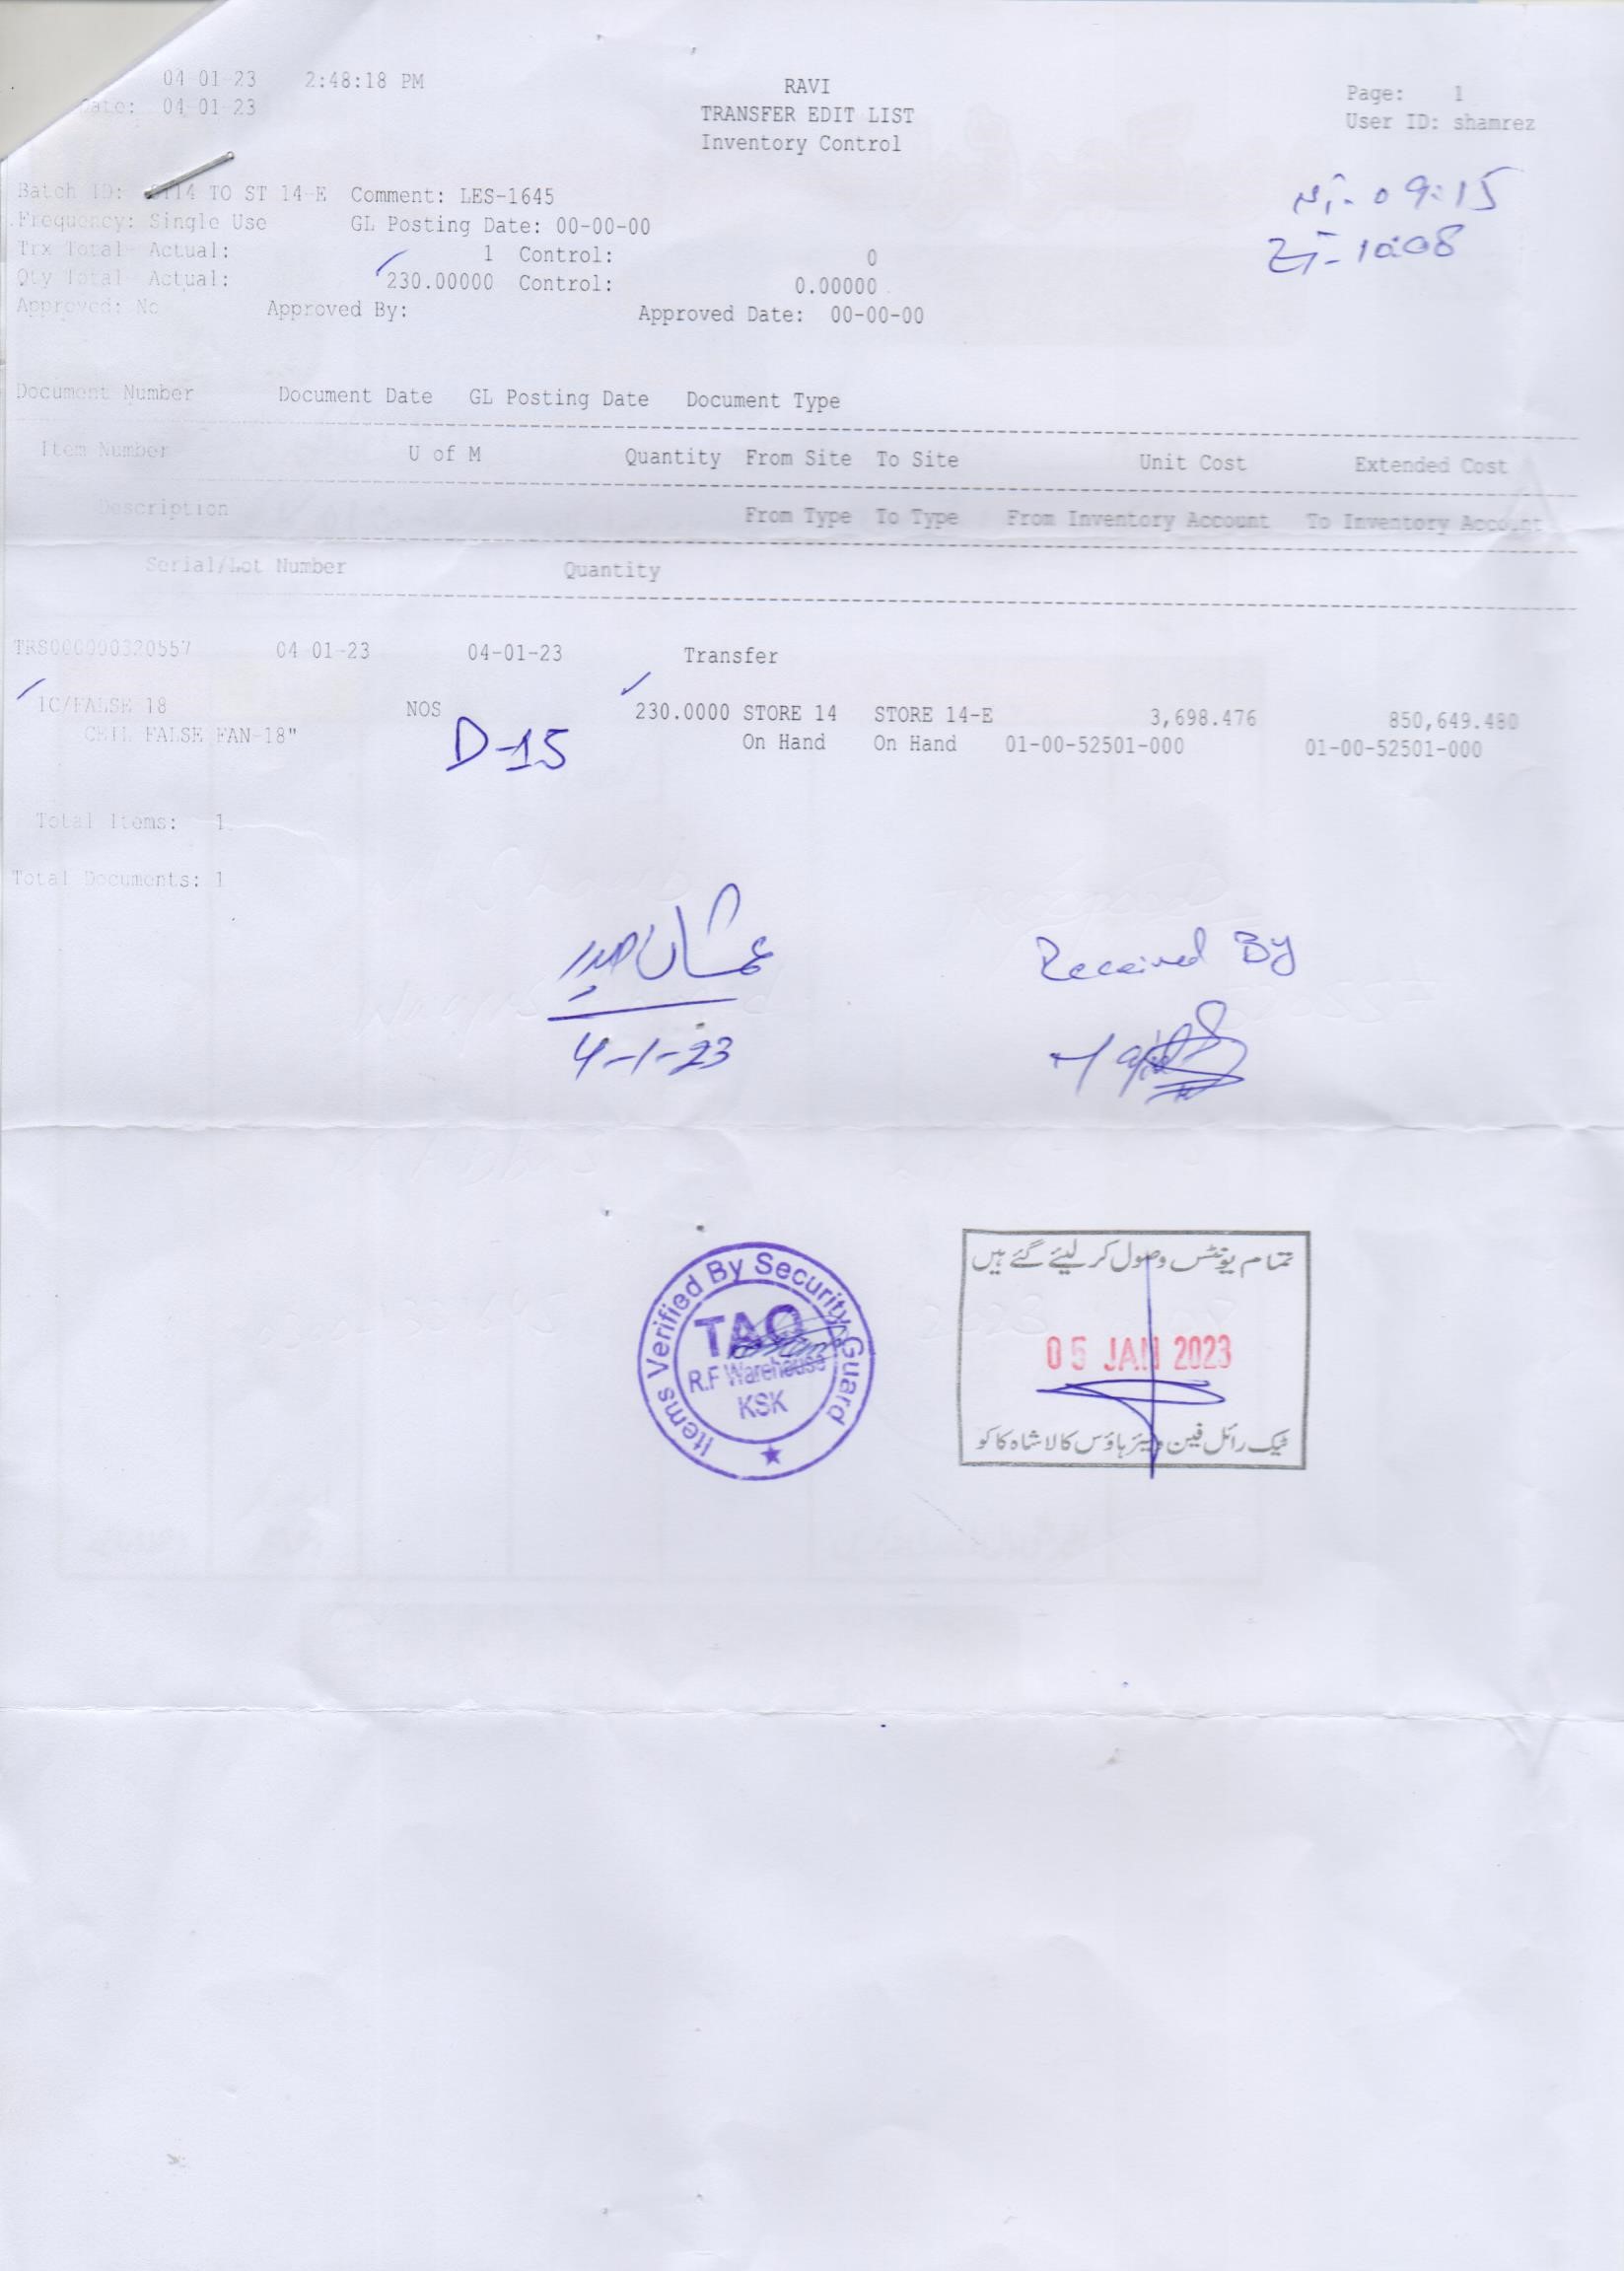 04 01-23 2:48:18 PM
RAVI
Page: 1
Date: 04-01-23
TRANSFER EDIT LIST
User ID: shamrez
Inventory Control
09:15
10:08
Batch ID: ST14 TO ST 14-E Comment: LES-1645
Frequency: Single Use GL Posting Date: 00-00-00
Trx Total Actual: 1 Control: 0
Qty Total Actual: 230.00000 Control: 0.00000
Approved: No Approved By: Approved Date: 00-00-00
Document Number Document Date GL Posting Date Document Type
Item Number U of M Quantity From Site To Site Unit Cost Extended Cost
Description From Type To Type From Inventory Account To Inventory Account
Serial/Lot Number Quantity
TRS000000320557 04 01-23 04-01-23 Transfer
IC/FALSE 18 NOS 230.0000 STORE 14 STORE 14-E 3,698.476 850,649.480
CEIL FALSE FAN-18" On Hand On Hand 01-00-52501-000 01-00-52501-000
D-15
Total Items: 1
Total Documents: 1
Received By
4-1-23
Items Verified By Security Guard
TAQ
R.F Warehouse
KSK
تمام یونٹس وصول کر لیئے گئے ہیں
05 JAN 2023
ٹیک رائل فین ویئر ہاؤس کالا شاہ کاکو